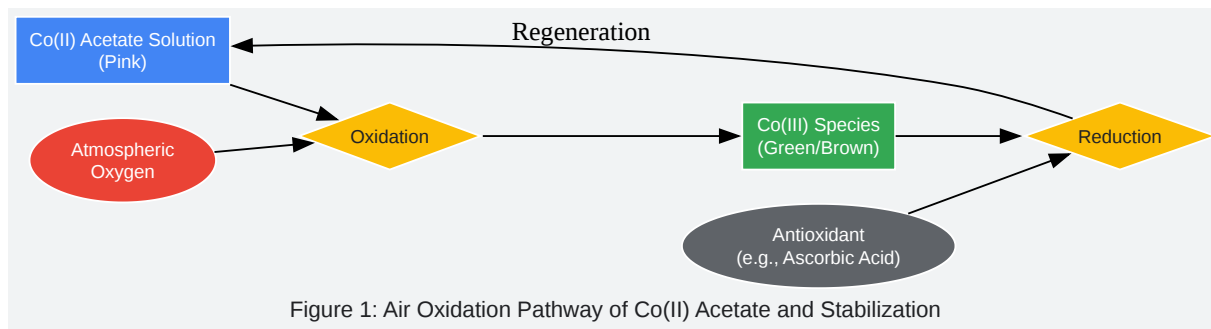 Regeneration
Co(II) Acetate Solution
(Pink)
Atmospheric
Oxygen
Oxidation
Co(III) Species
(Green/Brown)
Reduction
Antioxidant
(e.g., Ascorbic Acid)
Figure 1: Air Oxidation Pathway of Co(II) Acetate and Stabilization